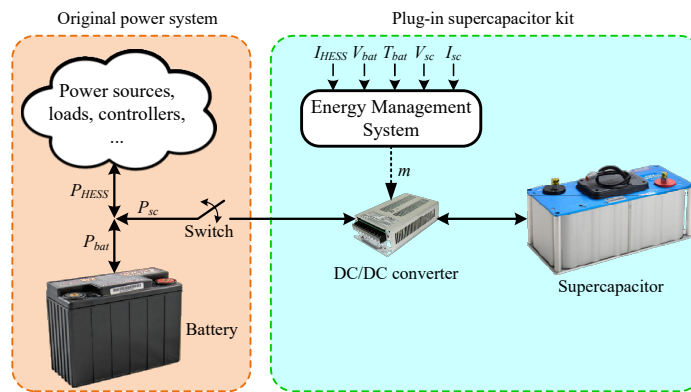 Original power system
Plug-in supercapacitor kit
Power sources,
loads, controllers,
...
P_HESS
P_sc
Switch
P_bat
Battery
I_HESS V_bat T_bat V_sc I_sc
Energy Management
System
m
DC/DC converter
Supercapacitor